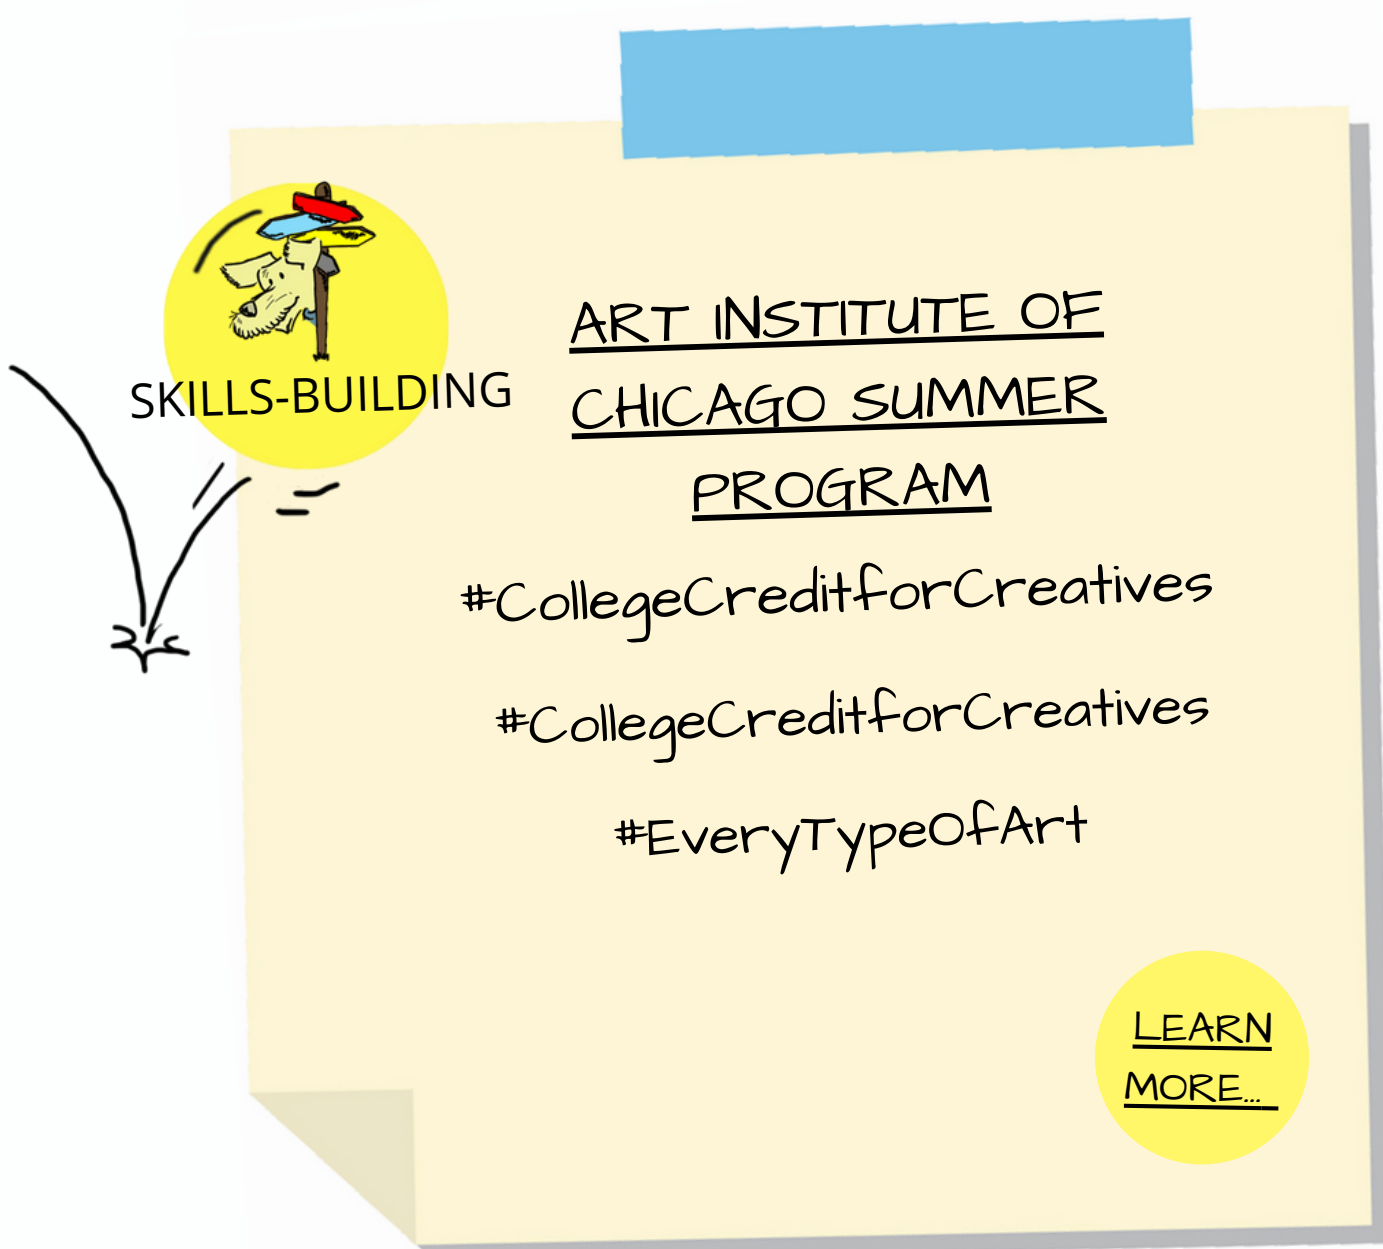 SKILLS-BUILDING
ART INSTITUTE OF
CHICAGO SUMMER
PROGRAM
#CollegeCreditforCreatives
#CollegeCreditforCreatives
#EveryTypeOfArt
LEARN
MORE...